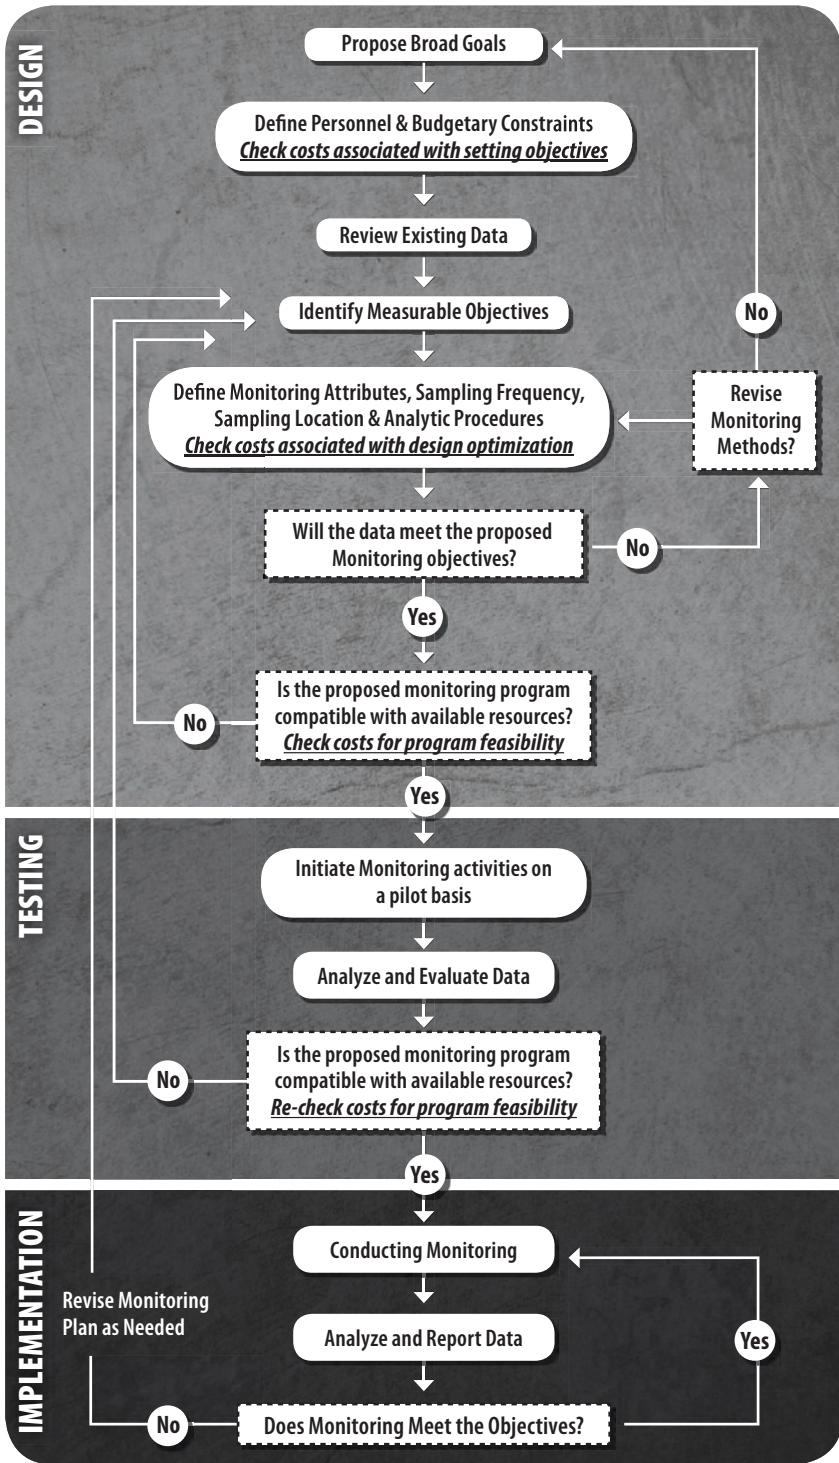 DESIGN
Propose Broad Goals
Define Personnel & Budgetary Constraints
Check costs associated with setting objectives
Review Existing Data
Identify Measurable Objectives
No
Define Monitoring Attributes, Sampling Frequency,
Sampling Location & Analytic Procedures
Check costs associated with design optimization
Revise
Monitoring
Methods?
Will the data meet the proposed
Monitoring objectives?
No
Yes
Is the proposed monitoring program
compatible with available resources?
Check costs for program feasibility
No
Yes
TESTING
Initiate Monitoring activities on
a pilot basis
Analyze and Evaluate Data
Is the proposed monitoring program
compatible with available resources?
Re-check costs for program feasibility
No
Yes
IMPLEMENTATION
Conducting Monitoring
Revise Monitoring
Plan as Needed
Analyze and Report Data
Yes
Does Monitoring Meet the Objectives?
No